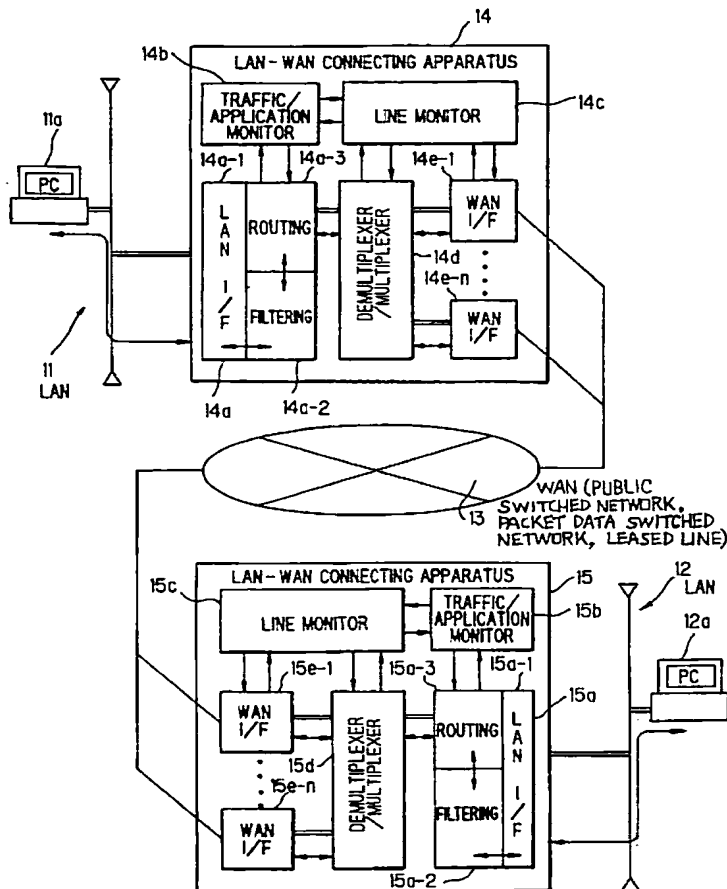 14
LAN-WAN CONNECTING APPARATUS
14b
TRAFFIC/
APPLICATION
MONITOR
LINE MONITOR
14c
11a
PC
14a-1
14a-3
14e-1
LAN I/F
ROUTING
FILTERING
DEMULTIPLEXER
/MULTIPLEXER
14d
WAN
I/F
14e-n
WAN
I/F
11
LAN
14a
14a-2
13
WAN (PUBLIC
SWITCHED NETWORK,
PACKET DATA SWITCHED
NETWORK, LEASED LINE)
LAN-WAN CONNECTING APPARATUS
15
12
LAN
15c
LINE MONITOR
TRAFFIC/
APPLICATION
MONITOR
15b
12a
PC
15e-1
15a-3
15a-1
15a
WAN
I/F
15d
DEMULTIPLEXER
/MULTIPLEXER
ROUTING
FILTERING
LAN I/F
15e-n
WAN
I/F
15a-2